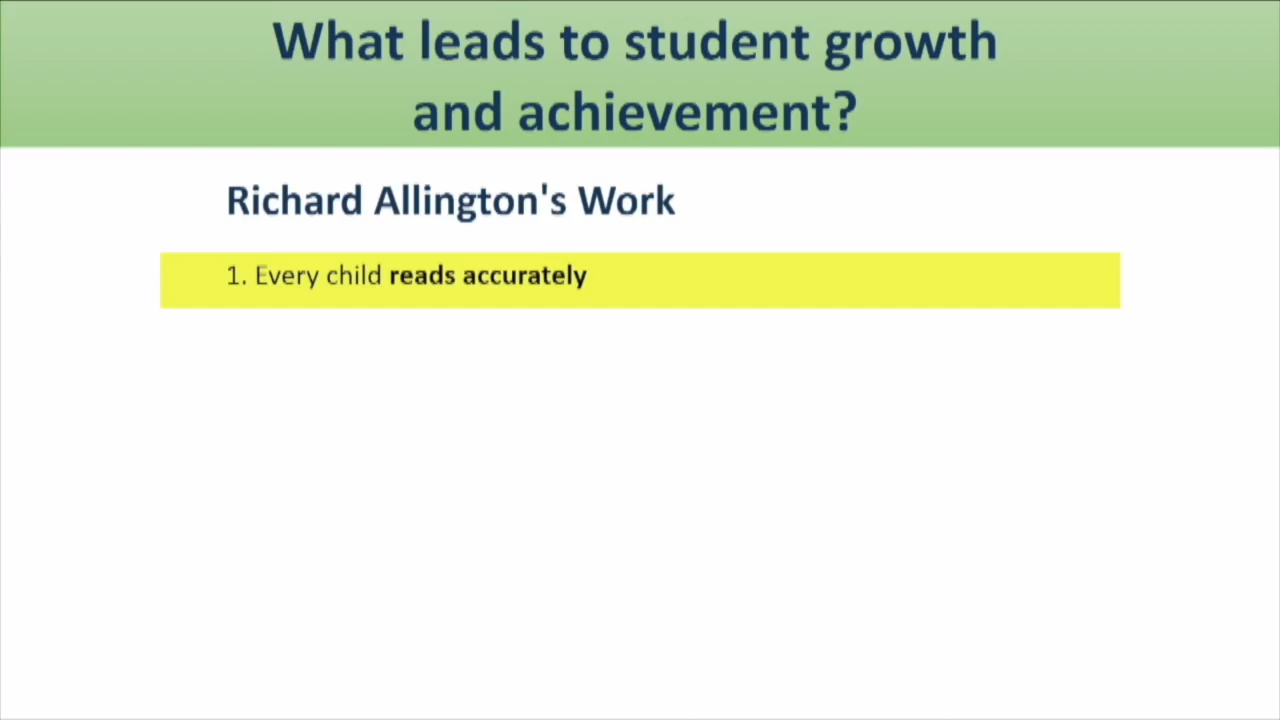 What leads to student growth
and achievement?
Richard Allington's Work
1. Every child reads accurately